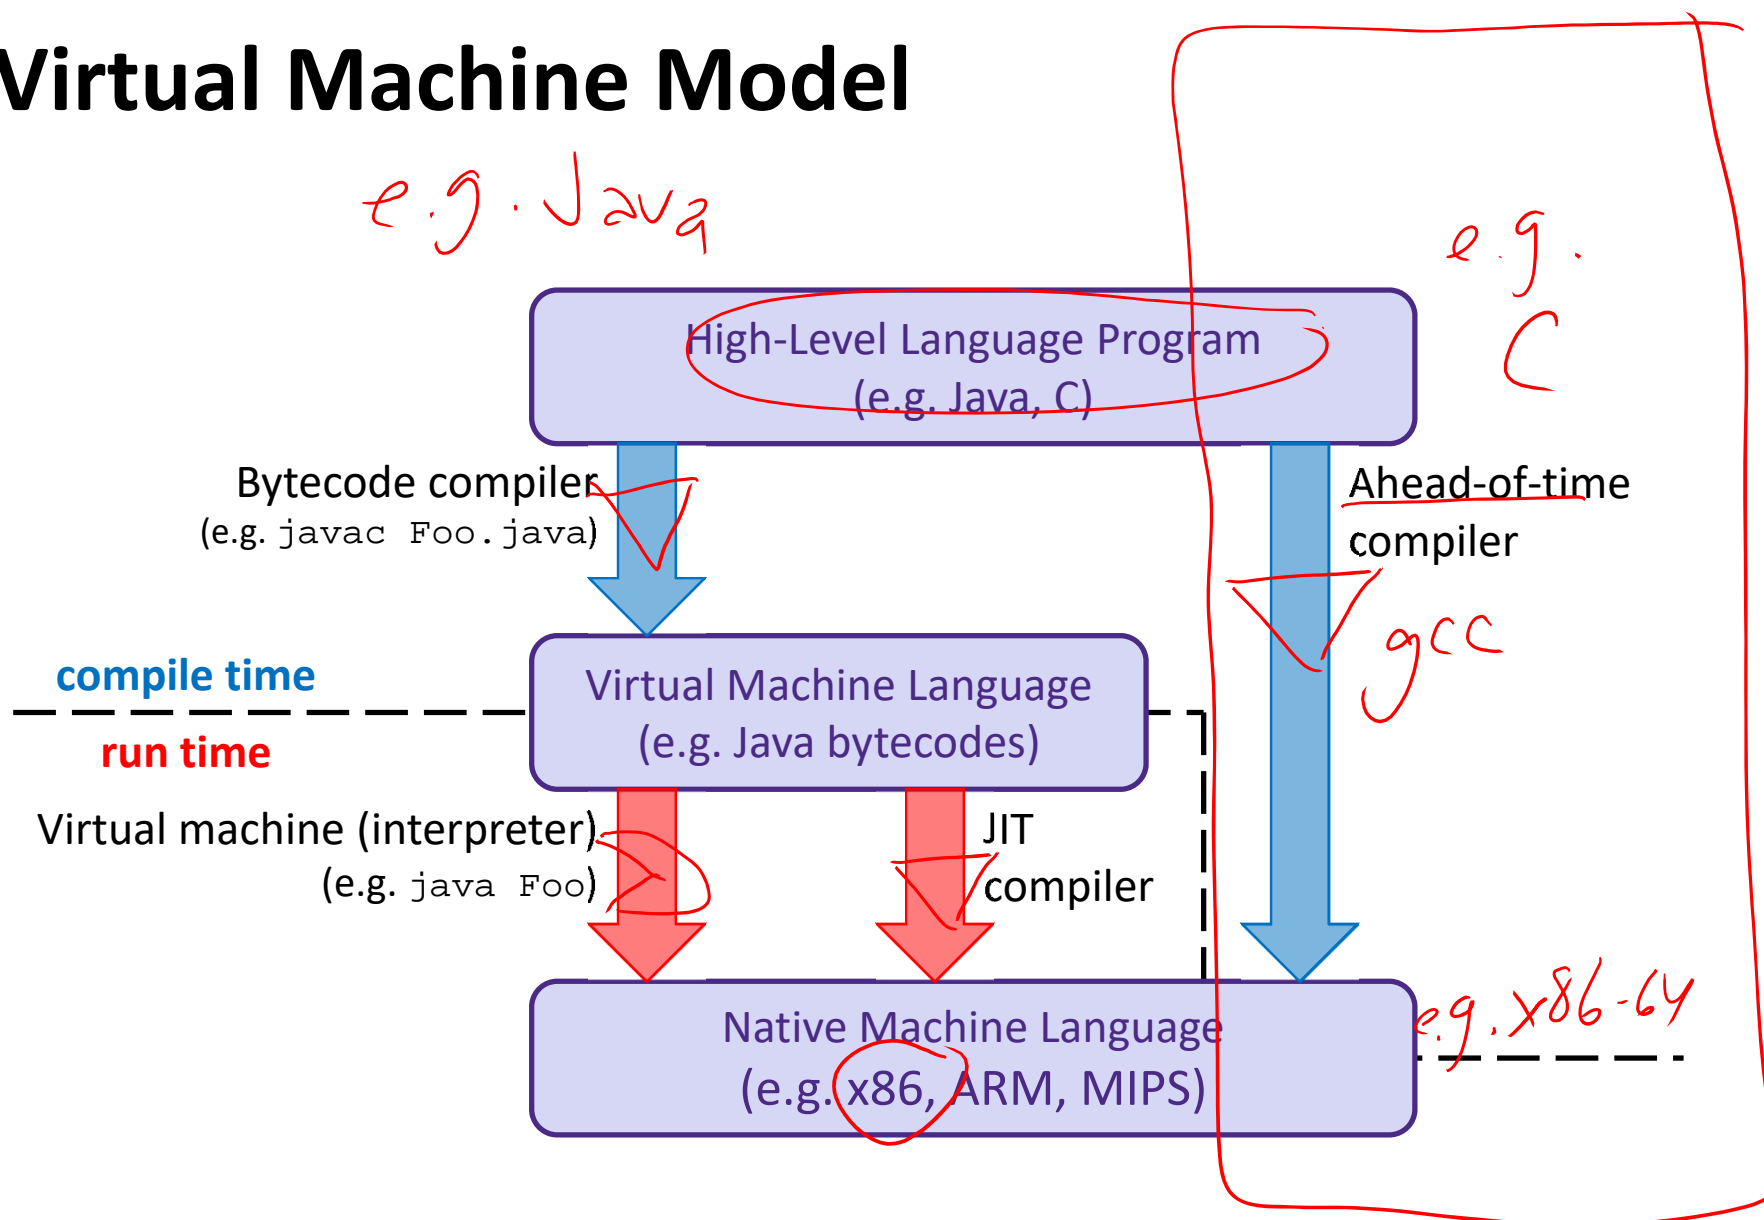 Virtual Machine Model
e.g. Java
e.g.
C
High-Level Language Program
(e.g. Java, C)
Bytecode compiler
(e.g. javac Foo.java)
Ahead-of-time
compiler
gcc
compile time
run time
Virtual Machine Language
(e.g. Java bytecodes)
Virtual machine (interpreter)
(e.g. java Foo)
JIT
compiler
Native Machine Language
(e.g. x86, ARM, MIPS)
e.g. x86-64